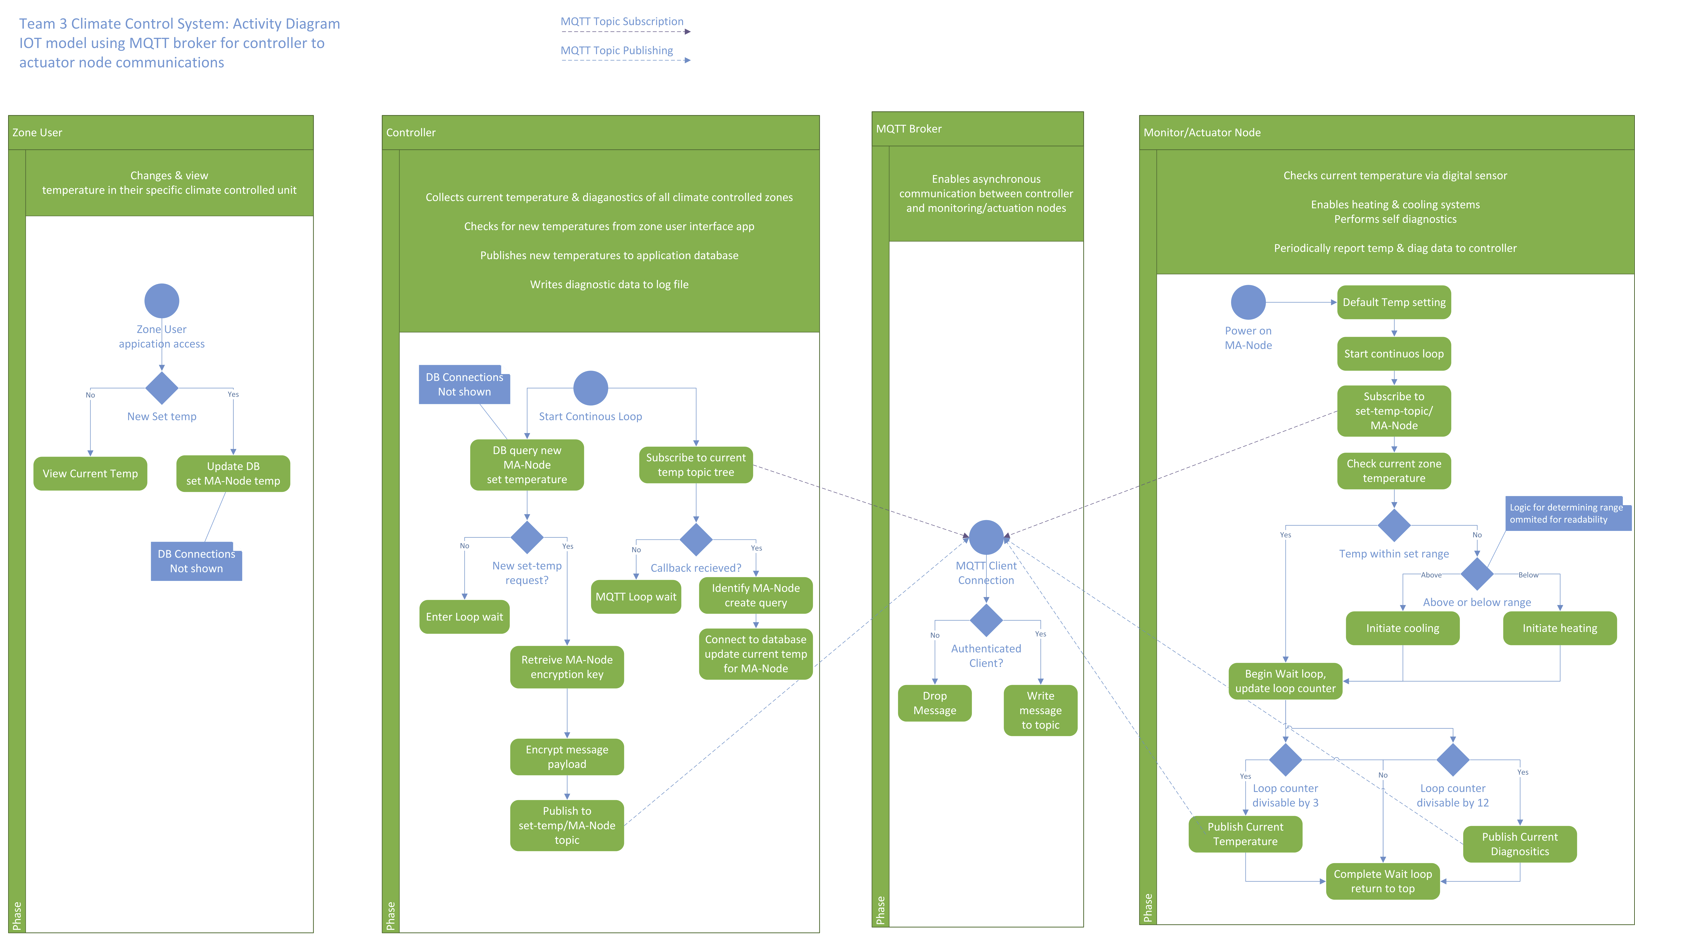 Team 3 Climate Control System: Activity Diagram
IOT model using MQTT broker for controller to
actuator node communications
MQTT Topic Subscription
MQTT Topic Publishing
Zone User
Changes & view
temperature in their specific climate controlled unit
Zone User
appication access
No
Yes
New Set temp
View Current Temp
Update DB
set MA-Node temp
DB Connections
Not shown
Phase
Controller
Collects current temperature & diaganostics of all climate controlled zones
Checks for new temperatures from zone user interface app
Publishes new temperatures to application database
Writes diagnostic data to log file
DB Connections
Not shown
Start Continous Loop
DB query new
MA-Node
set temperature
Subscribe to current
temp topic tree
No
Yes
New set-temp
request?
No
Yes
Callback recieved?
Enter Loop wait
MQTT Loop wait
Identify MA-Node
create query
Connect to database
update current temp
for MA-Node
Retreive MA-Node
encryption key
Encrypt message
payload
Publish to
set-temp/MA-Node
topic
Phase
MQTT Broker
Enables asynchronous
communication between controller
and monitoring/actuation nodes
MQTT Client
Connection
No
Yes
Authenticated
Client?
Drop
Message
Write
message
to topic
Phase
Monitor/Actuator Node
Checks current temperature via digital sensor
Enables heating & cooling systems
Performs self diagnostics
Periodically report temp & diag data to controller
Power on
MA-Node
Default Temp setting
Start continuos loop
Subscribe to
set-temp-topic/
MA-Node
Check current zone
temperature
Logic for determining range
ommited for readability
Yes
No
Temp within set range
Above
Below
Above or below range
Initiate cooling
Initiate heating
Begin Wait loop,
update loop counter
Yes
No
Yes
Loop counter
divisable by 3
Loop counter
divisable by 12
Publish Current
Temperature
Publish Current
Diagnositics
Complete Wait loop
return to top
Phase